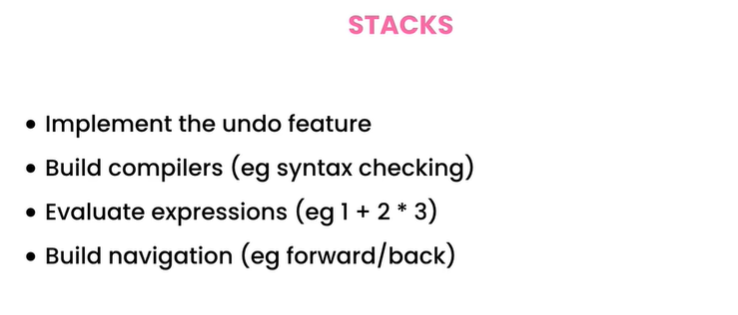 STACKS
• Implement the undo feature
• Build compilers (eg syntax checking)
• Evaluate expressions (eg 1 + 2 * 3)
• Build navigation (eg forward/back)